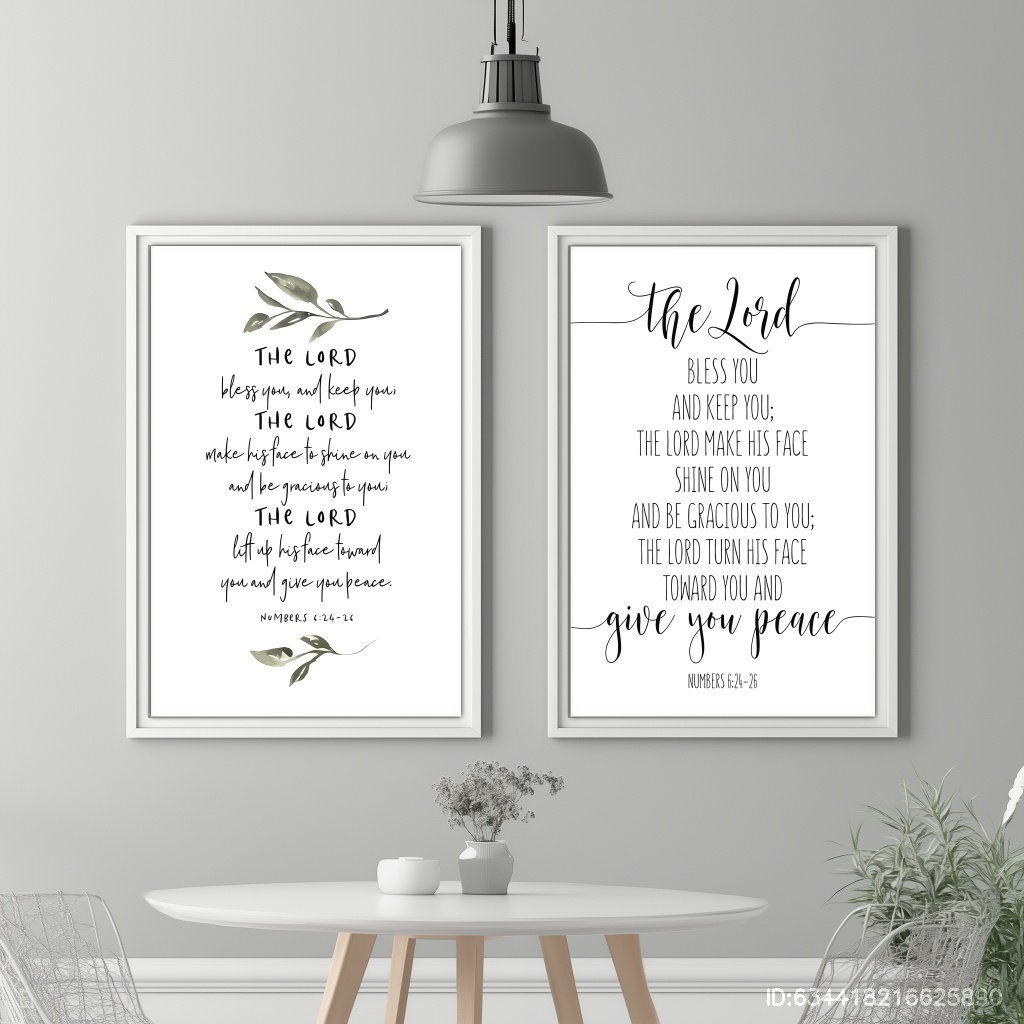 THE LORD
bless you, and keep you;
THE LORD
make his face to shine on you
and be gracious to you;
THE LORD
lift up his face toward
you and give you peace.
NUMBERS 6:24-26
the Lord
BLESS YOU
AND KEEP YOU;
THE LORD MAKE HIS FACE
SHINE ON YOU
AND BE GRACIOUS TO YOU;
THE LORD TURN HIS FACE
TOWARD YOU AND
give you peace
NUMBERS 6:24-26
ID:634418216625890